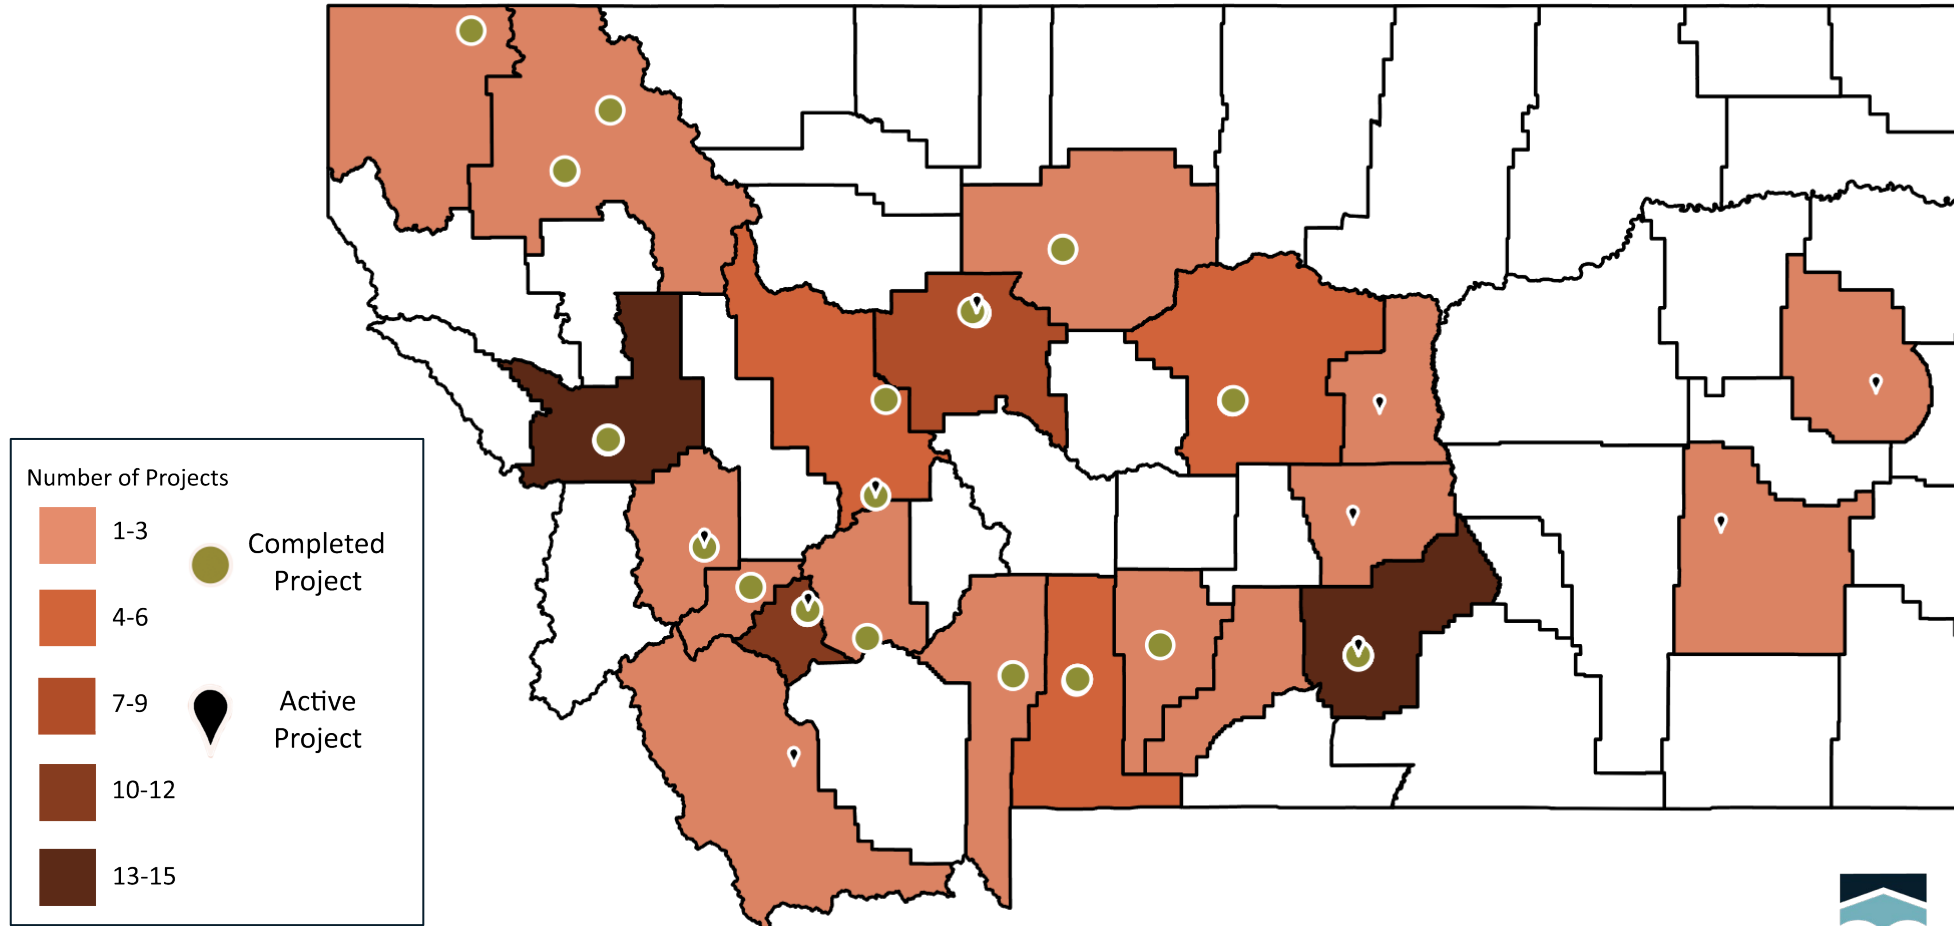 Number of Projects
1-3
4-6
7-9
10-12
13-15
Completed
Project
Active
Project